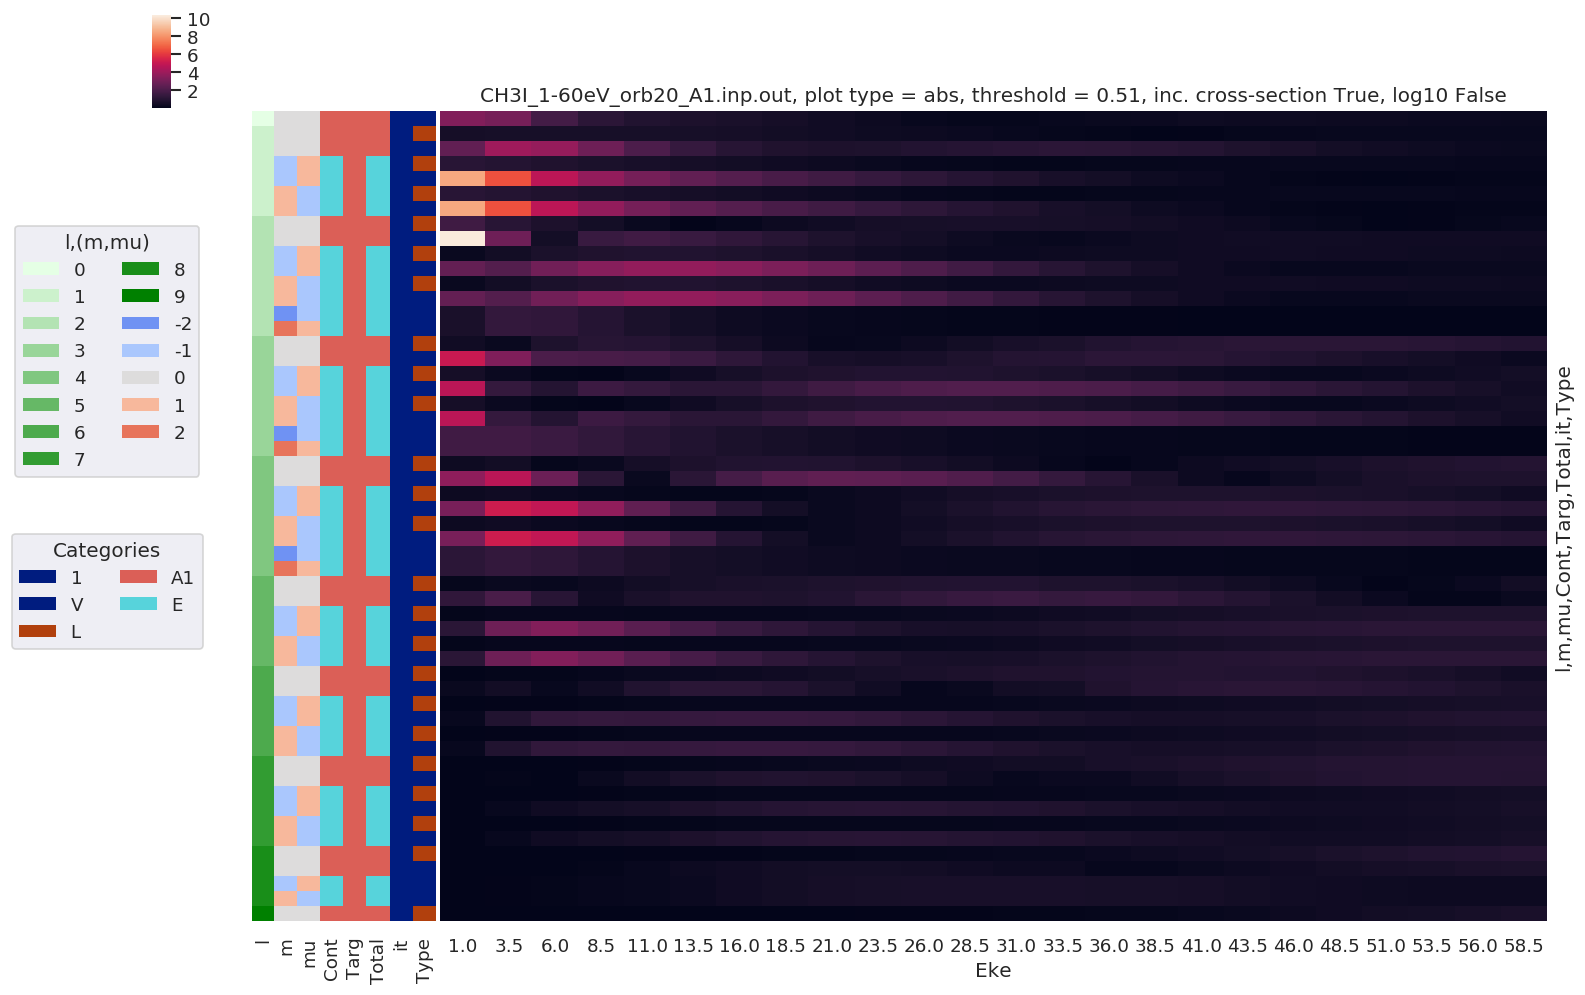 10
8
6
4
2
CH3I_1-60eV_orb20_A1.inp.out, plot type = abs, threshold = 0.51, inc. cross-section True, log10 False
l,(m,mu)
0 8
1 9
2 -2
3 -1
4 0
5 1
6 2
7
Categories
1 A1
V E
L
l,m,mu,Cont,Targ,Total,it,Type
l m mu Cont Targ Total it Type
1.0 3.5 6.0 8.5 11.0 13.5 16.0 18.5 21.0 23.5 26.0 28.5 31.0 33.5 36.0 38.5 41.0 43.5 46.0 48.5 51.0 53.5 56.0 58.5
Eke